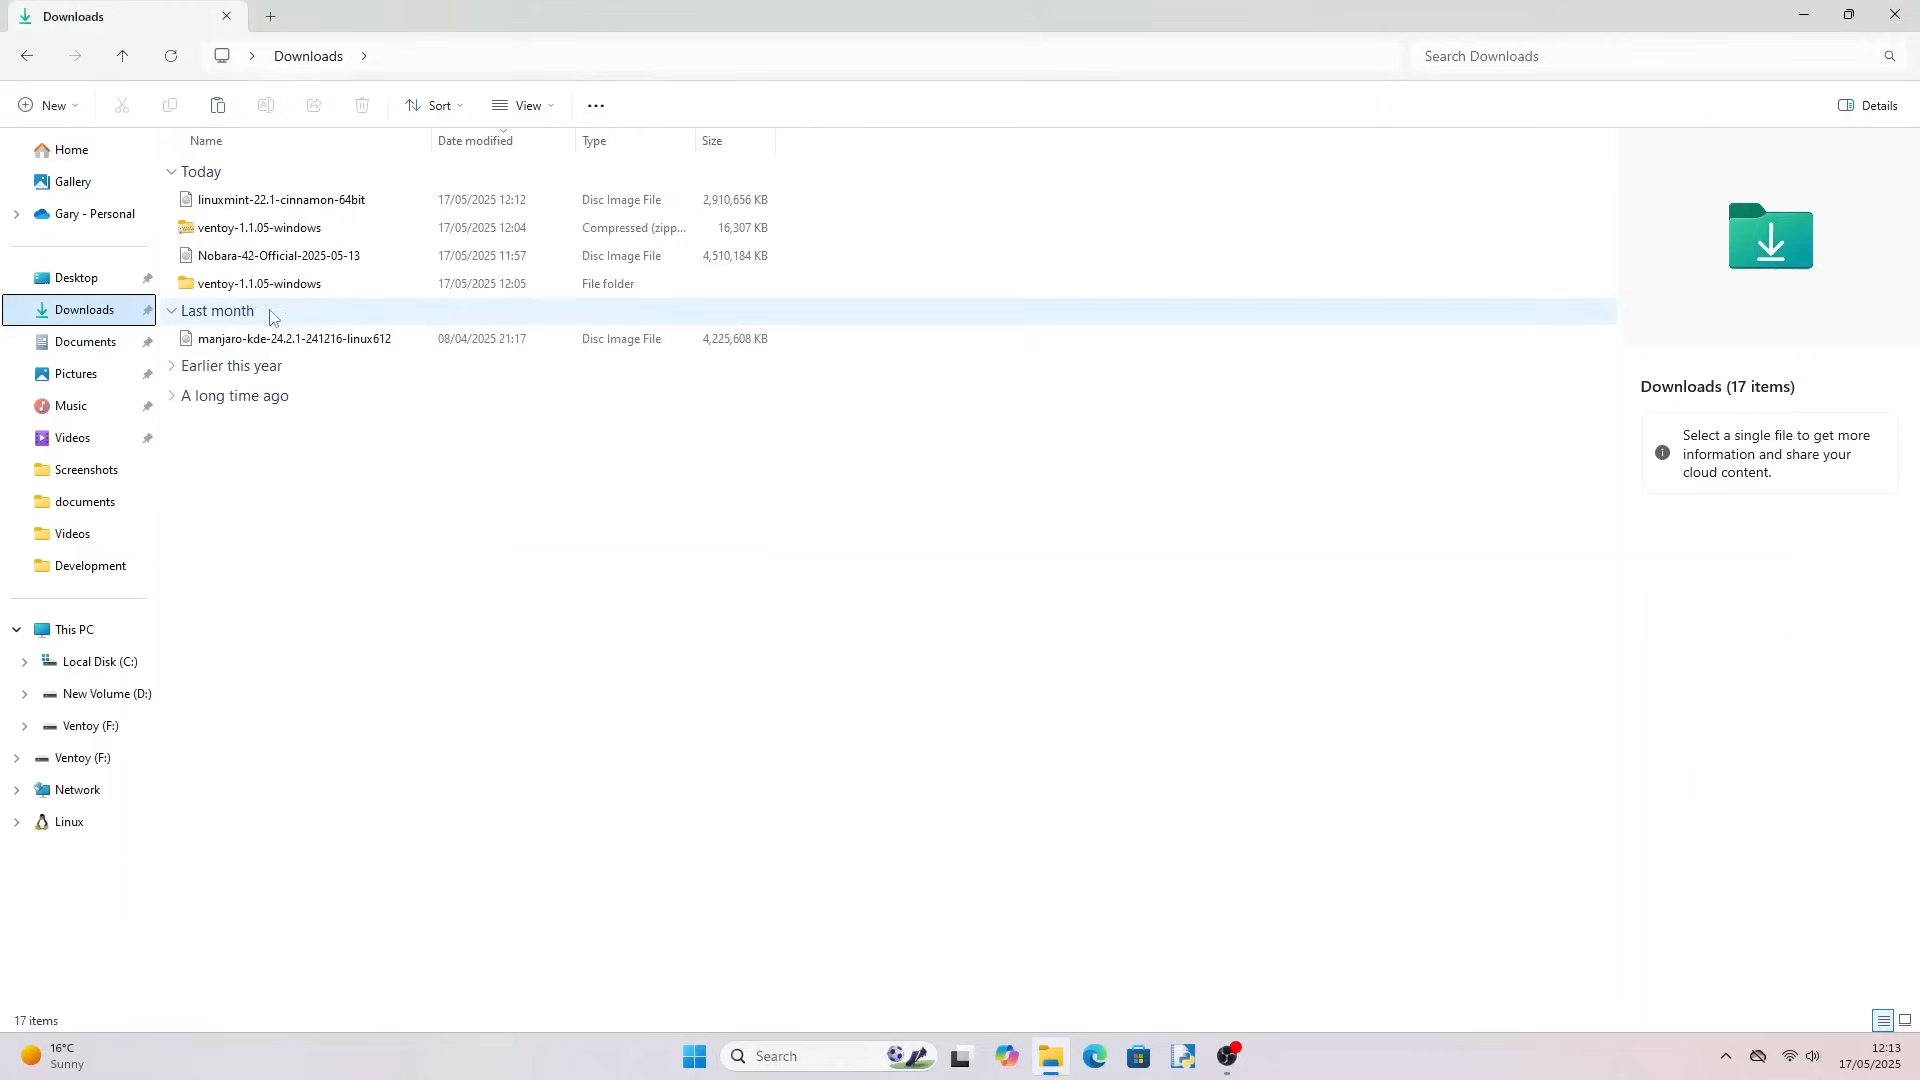 Downloads
Downloads
Search Downloads
New
Sort
View
Details
Name Date modified Type Size
Home
Gallery
Gary - Personal
Desktop
Downloads
Documents
Pictures
Music
Videos
Screenshots
documents
Videos
Development
This PC
Local Disk (C:)
New Volume (D:)
Ventoy (F:)
Ventoy (F:)
Network
Linux
Today
linuxmint-22.1-cinnamon-64bit 17/05/2025 12:12 Disc Image File 2,910,656 KB
ventoy-1.1.05-windows 17/05/2025 12:04 Compressed (zipp... 16,307 KB
Nobara-42-Official-2025-05-13 17/05/2025 11:57 Disc Image File 4,510,184 KB
ventoy-1.1.05-windows 17/05/2025 12:05 File folder
Last month
manjaro-kde-24.2.1-241216-linux612 08/04/2025 21:17 Disc Image File 4,225,608 KB
Earlier this year
A long time ago
Downloads (17 items)
Select a single file to get more
information and share your
cloud content.
17 items
16°C
Sunny
Search
12:13
17/05/2025